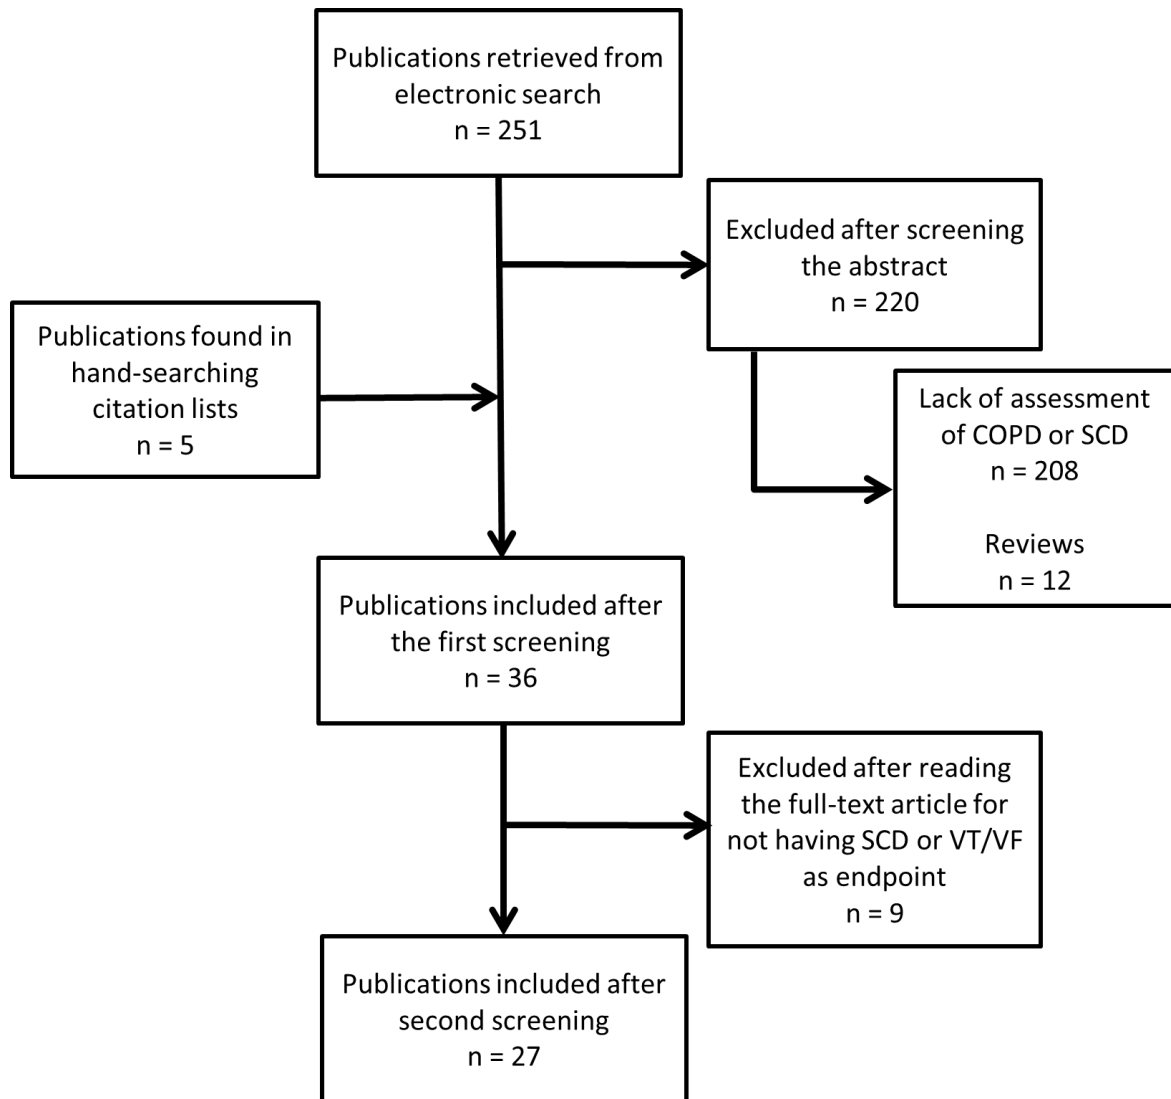 Publications retrieved from
electronic search
n = 251
Excluded after screening
the abstract
n = 220
Publications found in
hand-searching
citation lists
n = 5
Lack of assessment
of COPD or SCD
n = 208
Reviews
n = 12
Publications included after
the first screening
n = 36
Excluded after reading
the full-text article for
not having SCD or VT/VF
as endpoint
n = 9
Publications included after
second screening
n = 27